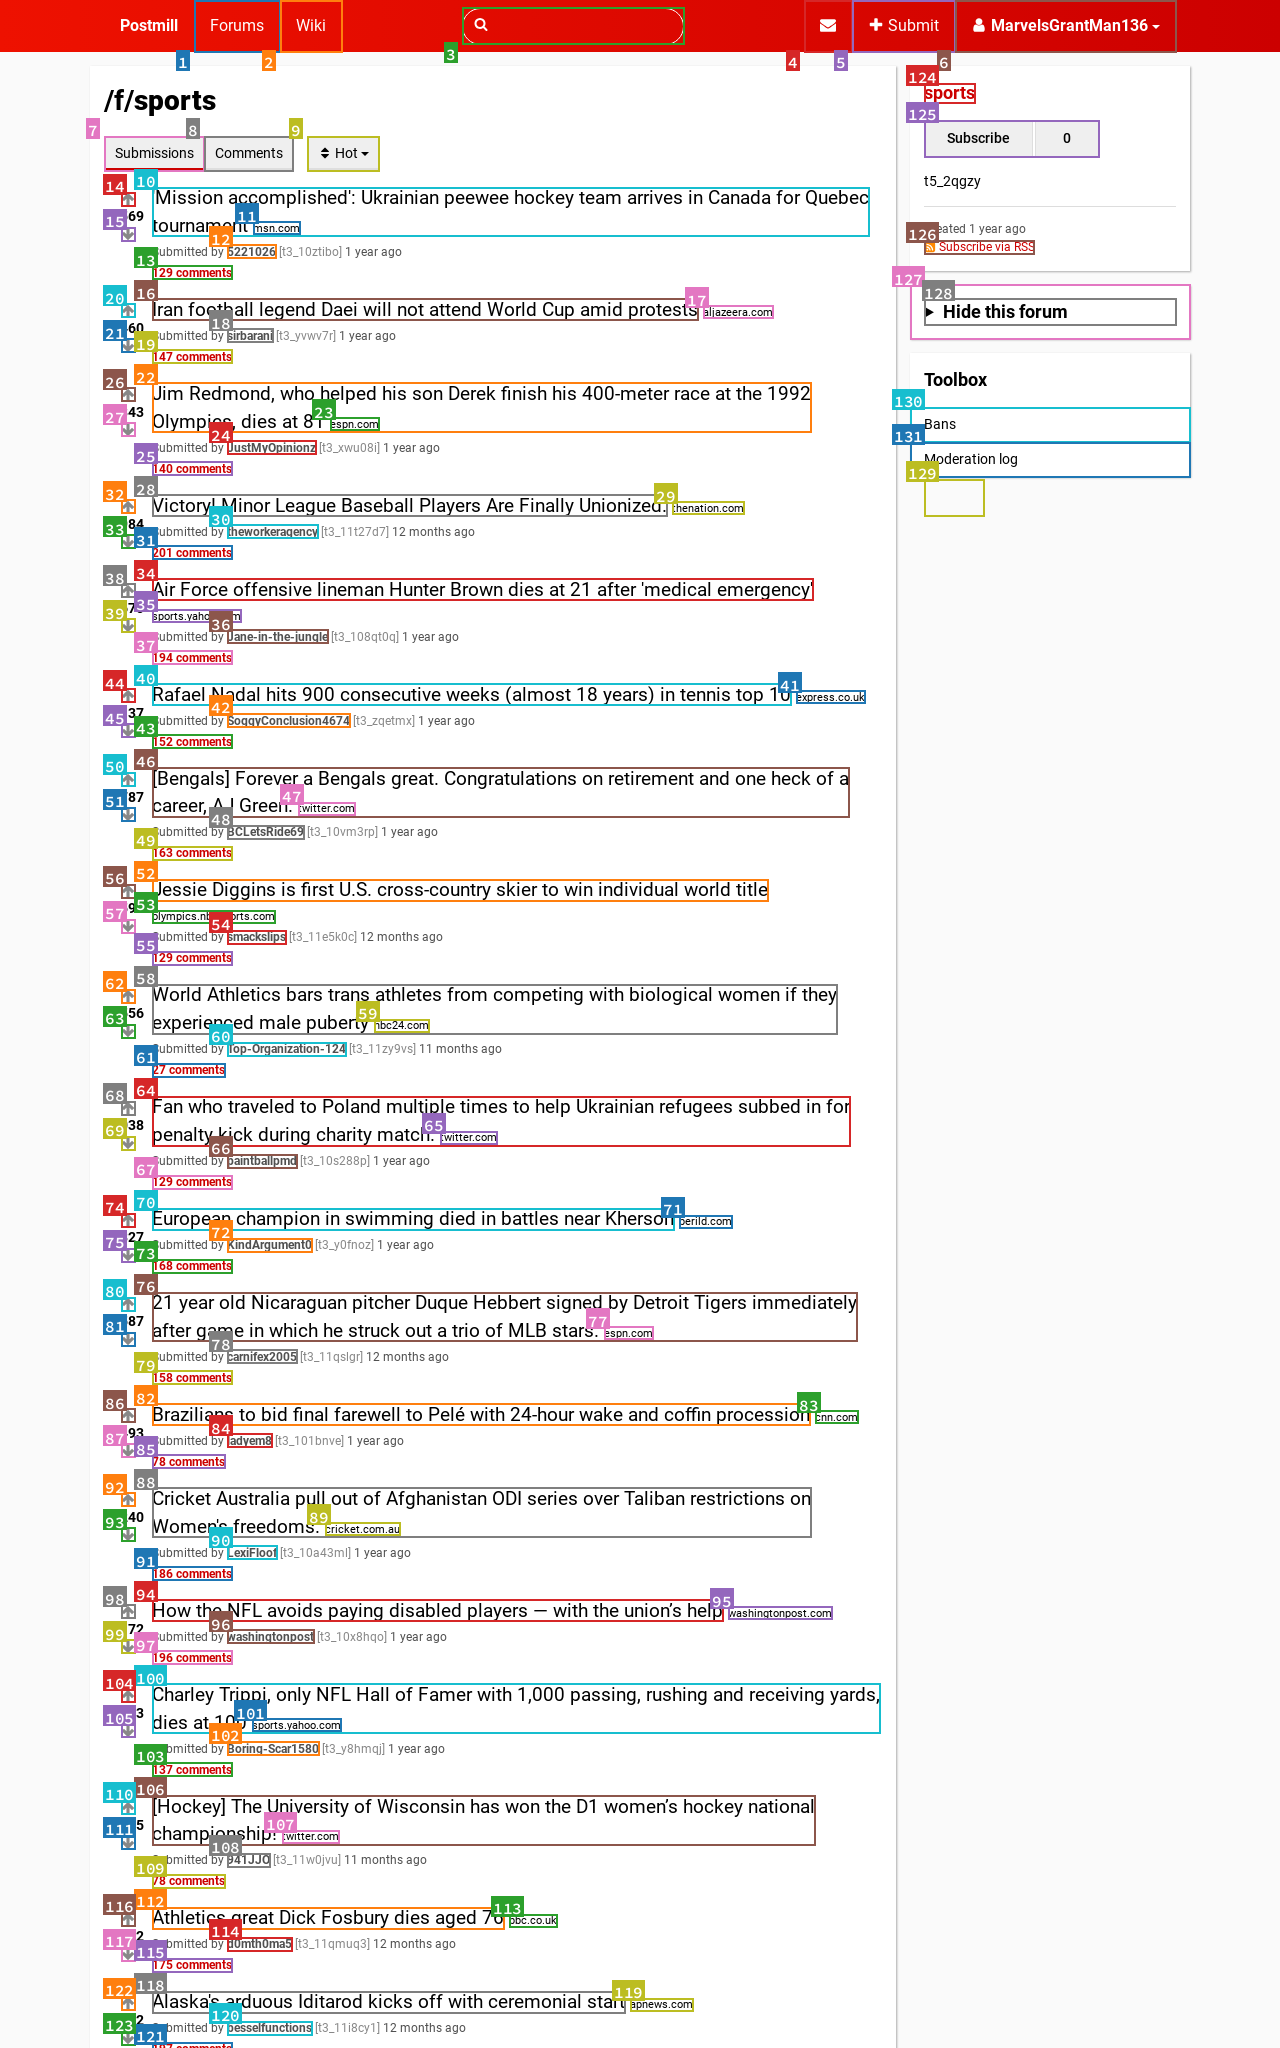 Postmill Forums Wiki Submit MarvelsGrantMan136
1 2 3 4 5 6
/f/sports
7 8 9
Submissions Comments Hot
14 10
'Mission accomplished': Ukrainian peewee hockey team arrives in Canada for Quebec
15 69 11
tournament msn.com
12
submitted by 5221026 [t3_10ztibo] 1 year ago
13
129 comments
20 16 17
Iran football legend Daei will not attend World Cup amid protests aljazeera.com
21 60 18
submitted by sirbarani [t3_yvwv7r] 1 year ago
19
147 comments
26 22
Jim Redmond, who helped his son Derek finish his 400-meter race at the 1992
27 43 23
Olympics, dies at 81 espn.com
24
submitted by JustMyOpinionz [t3_xwu08i] 1 year ago
25
140 comments
32 28 29
Victory! Minor League Baseball Players Are Finally Unionized. thenation.com
33 84 30
submitted by theworkeragency [t3_11t27d7] 12 months ago
31
201 comments
38 34
Air Force offensive lineman Hunter Brown dies at 21 after 'medical emergency'
39 35
sports.yahoo.com
36
submitted by Jane-in-the-jungle [t3_108qt0q] 1 year ago
37
194 comments
44 40 41
Rafael Nadal hits 900 consecutive weeks (almost 18 years) in tennis top 10 express.co.uk
45 37 42
submitted by SoggyConclusion4674 [t3_zqetmx] 1 year ago
43
152 comments
50 46
[Bengals] Forever a Bengals great. Congratulations on retirement and one heck of a
51 87 47
career, AJ Green. twitter.com
48
submitted by BCLetsRide69 [t3_10vm3rp] 1 year ago
49
163 comments
56 52
Jessie Diggins is first U.S. cross-country skier to win individual world title
57 53
olympics.nbcsports.com
54
submitted by smackslips [t3_11e5k0c] 12 months ago
55
129 comments
62 58
World Athletics bars trans athletes from competing with biological women if they
63 56 59
experienced male puberty nbc24.com
60
submitted by Top-Organization-124 [t3_11zy9vs] 11 months ago
61
27 comments
68 64
Fan who traveled to Poland multiple times to help Ukrainian refugees subbed in for
69 38 65
penalty kick during charity match. twitter.com
66
submitted by paintballpmd [t3_10s288p] 1 year ago
67
129 comments
74 70 71
European champion in swimming died in battles near Kherson perild.com
75 27 72
submitted by KindArgument0 [t3_y0fnoz] 1 year ago
73
168 comments
80 76
21 year old Nicaraguan pitcher Duque Hebbert signed by Detroit Tigers immediately
81 87 77
after game in which he struck out a trio of MLB stars. espn.com
78
submitted by carnifex2005 [t3_11qslgr] 12 months ago
79
158 comments
86 82 83
Brazilians to bid final farewell to Pelé with 24-hour wake and coffin procession cnn.com
87 93 84
submitted by ladyem8 [t3_101bnve] 1 year ago
85
78 comments
92 88
Cricket Australia pull out of Afghanistan ODI series over Taliban restrictions on
93 40 89
Women's freedoms. cricket.com.au
90
submitted by LexiFloof [t3_10a43ml] 1 year ago
91
186 comments
98 94 95
How the NFL avoids paying disabled players — with the union’s help washingtonpost.com
99 72 96
submitted by washingtonpost [t3_10x8hqo] 1 year ago
97
196 comments
104 100
Charley Trippi, only NFL Hall of Famer with 1,000 passing, rushing and receiving yards,
105 3 101
dies at 100 sports.yahoo.com
102
submitted by Boring-Scar1580 [t3_y8hmqj] 1 year ago
103
137 comments
110 106
[Hockey] The University of Wisconsin has won the D1 women’s hockey national
111 5 107
championship! twitter.com
108
submitted by 941JJO [t3_11w0jvu] 11 months ago
109
78 comments
116 112 113
Athletics great Dick Fosbury dies aged 76 bbc.co.uk
117 2 114
submitted by d0mth0ma5 [t3_11qmuq3] 12 months ago
115
175 comments
122 118 119
Alaska's arduous Iditarod kicks off with ceremonial start apnews.com
123 2 120
submitted by besselfunctions [t3_11i8cy1] 12 months ago
121
124
sports
125
Subscribe 0
t5_2qgzy
126
Created 1 year ago
Subscribe via RSS
127 128
Hide this forum
Toolbox
130
Bans
131
Moderation log
129